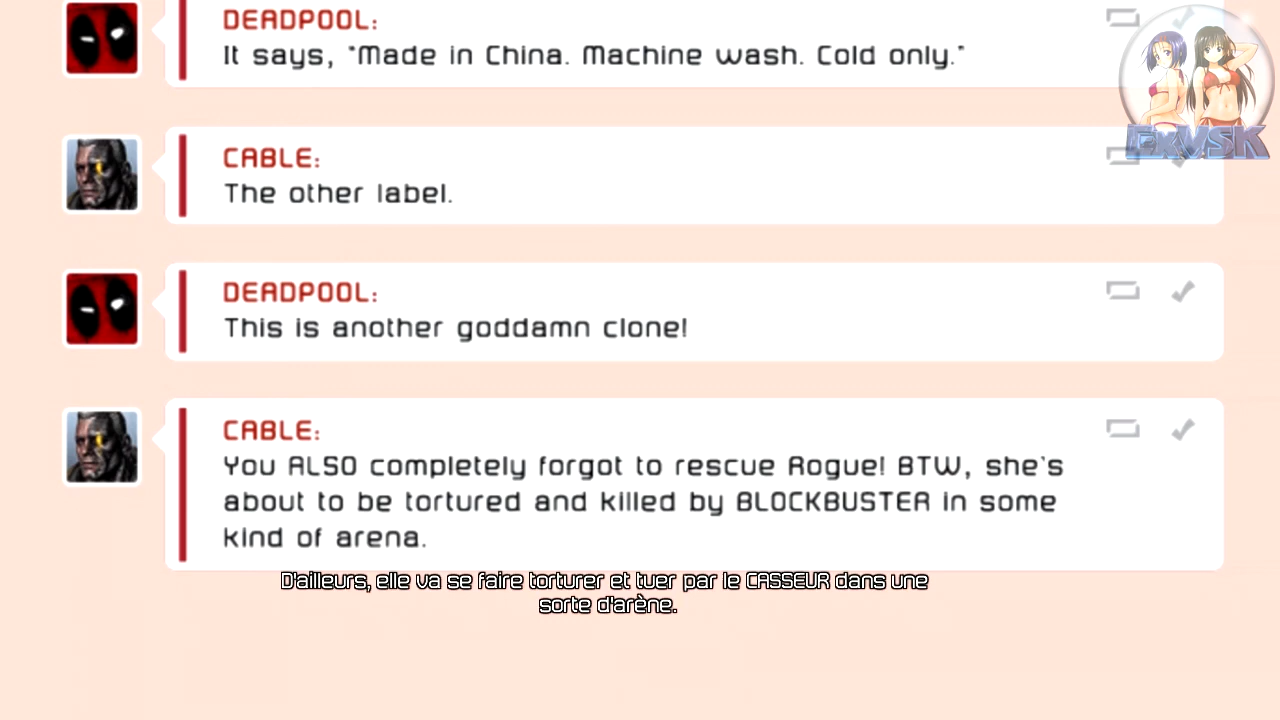 DEADPOOL:
It says, "Made in China. Machine wash. Cold only."
CABLE:
The other label.
DEADPOOL:
This is another goddamn clone!
CABLE:
You ALSO completely forgot to rescue Rogue! BTW, she's
about to be tortured and killed by BLOCKBUSTER in some
kind of arena.
D'ailleurs, elle va se faire torturer et tuer par le CASSEUR dans une
sorte d'arène.
ExVSK